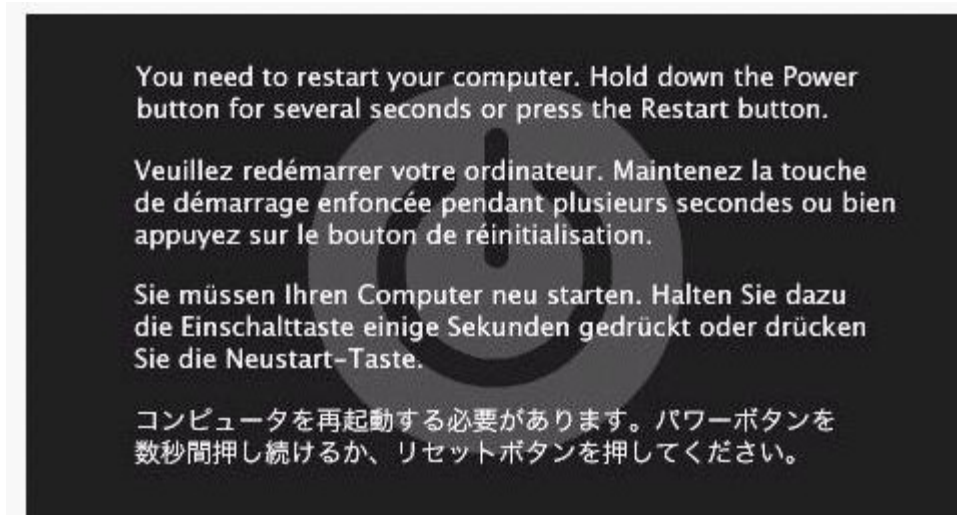 You need to restart your computer. Hold down the Power
button for several seconds or press the Restart button.
Veuillez redémarrer votre ordinateur. Maintenez la touche
de démarrage enfoncée pendant plusieurs secondes ou bien
appuyez sur le bouton de réinitialisation.
Sie müssen Ihren Computer neu starten. Halten Sie dazu
die Einschalttaste einige Sekunden gedrückt oder drücken
Sie die Neustart-Taste.
コンピュータを再起動する必要があります。パワーボタンを
数秒間押し続けるか、リセットボタンを押してください。